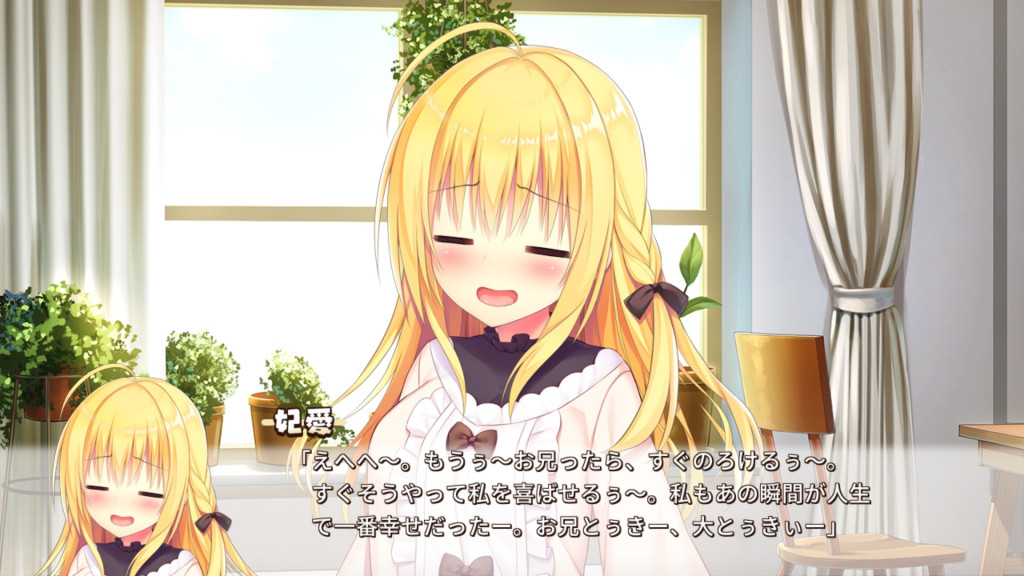 妃愛
「えへへ～。もうぅ～お兄ったら、すぐのろけるぅ～。
すぐそうやって私を喜ばせるぅ～。私もあの瞬間が人生
で一番幸せだったー。お兄とぅきー、大とぅきぃー」